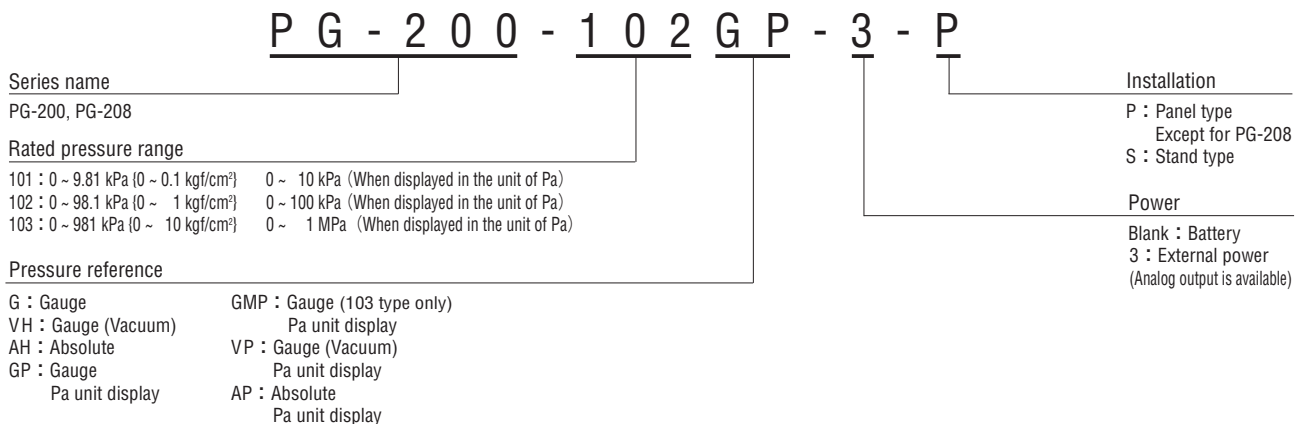 PG-200-102GP-3-P
Series name
PG-200, PG-208
Rated pressure range
101：0 ~ 9.81 kPa {0 ~ 0.1 kgf/cm²} 0 ~ 10 kPa（When displayed in the unit of Pa）
102：0 ~ 98.1 kPa {0 ~ 1 kgf/cm²} 0 ~ 100 kPa（When displayed in the unit of Pa）
103：0 ~ 981 kPa {0 ~ 10 kgf/cm²} 0 ~ 1 MPa（When displayed in the unit of Pa）
Pressure reference
G：Gauge
VH：Gauge (Vacuum)
AH：Absolute
GP：Gauge
Pa unit display
GMP：Gauge (103 type only)
Pa unit display
VP：Gauge (Vacuum)
Pa unit display
AP：Absolute
Pa unit display
Installation
P：Panel type
Except for PG-208
S：Stand type
Power
Blank：Battery
3：External power
(Analog output is available)